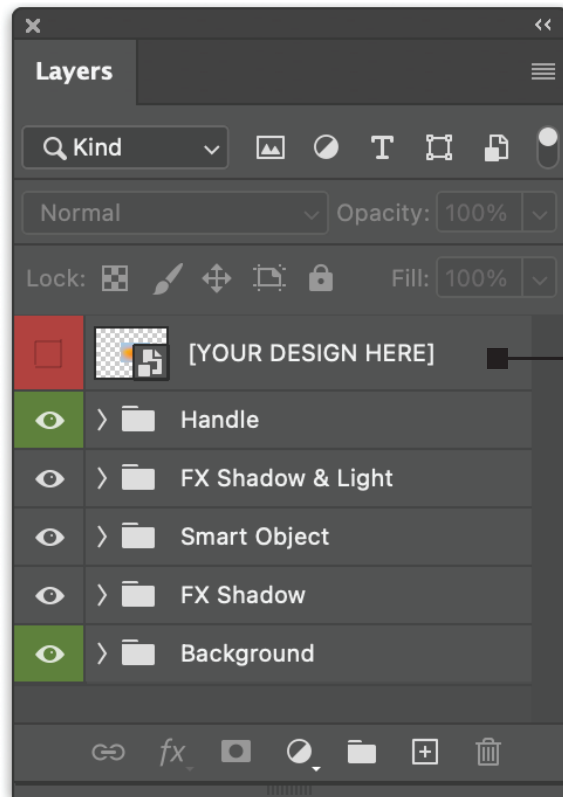 Layers
Kind
Normal Opacity: 100%
Lock: Fill: 100%
[YOUR DESIGN HERE]
Handle
FX Shadow & Light
Smart Object
FX Shadow
Background
fx